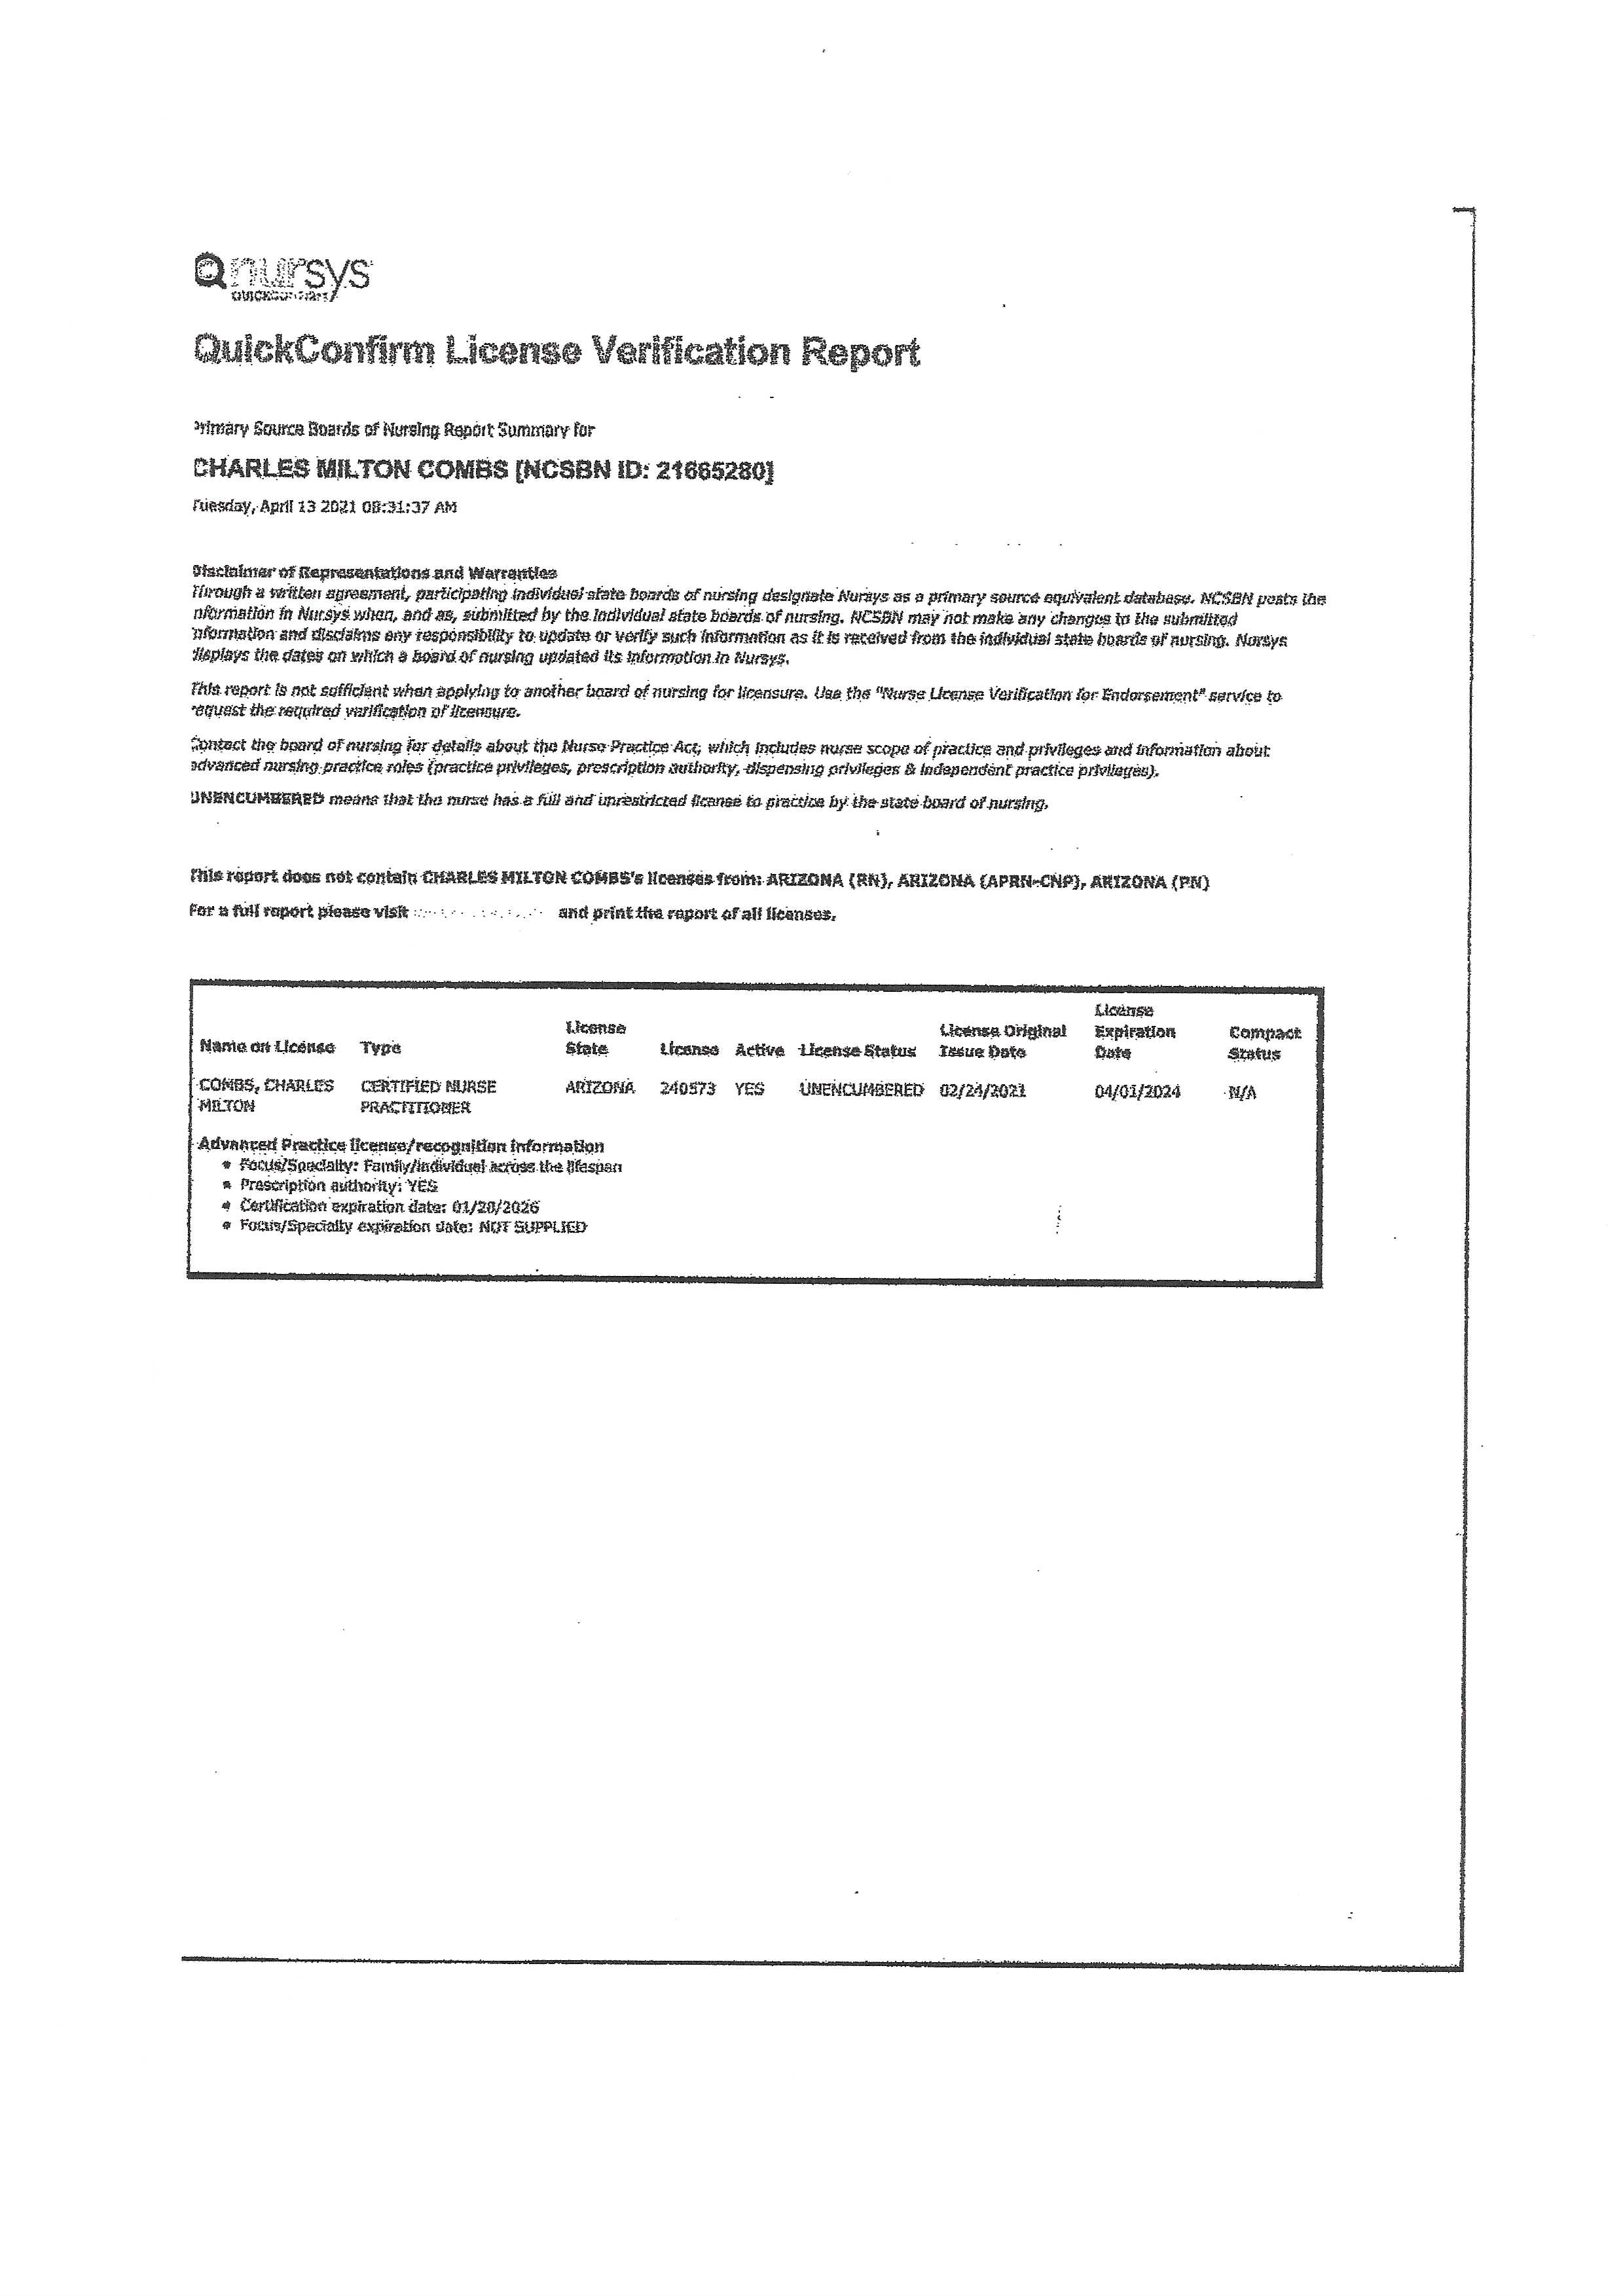 nursys
QuickConfirm License Verification Report
Primary Source Boards of Nursing Report Summary for
CHARLES MILTON COMBS [NCSBN ID: 21665280]
Tuesday, April 13 2021 08:31:37 AM
Disclaimer of Representations and Warranties
Through a written agreement, participating individual state boards of nursing designate Nursys as a primary source equivalent database. NCSBN posts the
information in Nursys when, and as, submitted by the individual state boards of nursing. NCSBN may not make any changes to the submitted
information and disclaims any responsibility to update or verify such information as it is received from the individual state boards of nursing. Nursys
displays the dates on which a board of nursing updated its information in Nursys.
This report is not sufficient when applying to another board of nursing for licensure. Use the "Nurse License Verification for Endorsement" service to
request the required verification of licensure.
Contact the board of nursing for details about the Nurse Practice Act, which includes nurse scope of practice and privileges and information about
advanced nursing practice roles (practice privileges, prescription authority, dispensing privileges & independent practice privileges).
UNENCUMBERED means that the nurse has a full and unrestricted license to practice by the state board of nursing.
This report does not contain CHARLES MILTON COMBS's licenses from: ARIZONA (RN), ARIZONA (APRN-CNP), ARIZONA (PN)
For a full report please visit and print the report of all licenses.
Name on License Type License State License Active License Status License Original Issue Date License Expiration Date Compact Status
COMBS, CHARLES MILTON CERTIFIED NURSE PRACTITIONER ARIZONA 240573 YES UNENCUMBERED 02/24/2021 04/01/2024 N/A
Advanced Practice license/recognition information
• Focus/Specialty: Family/Individual across the lifespan
• Prescription authority: YES
• Certification expiration date: 01/28/2026
• Focus/Specialty expiration date: NOT SUPPLIED